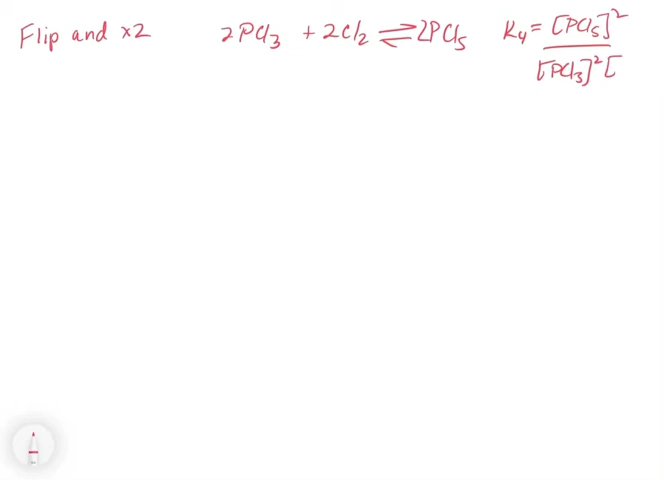 Flip and x2 2PCl3 + 2Cl2 ⇌ 2PCl5 K4 = [PCl5]²
[PCl3]² [